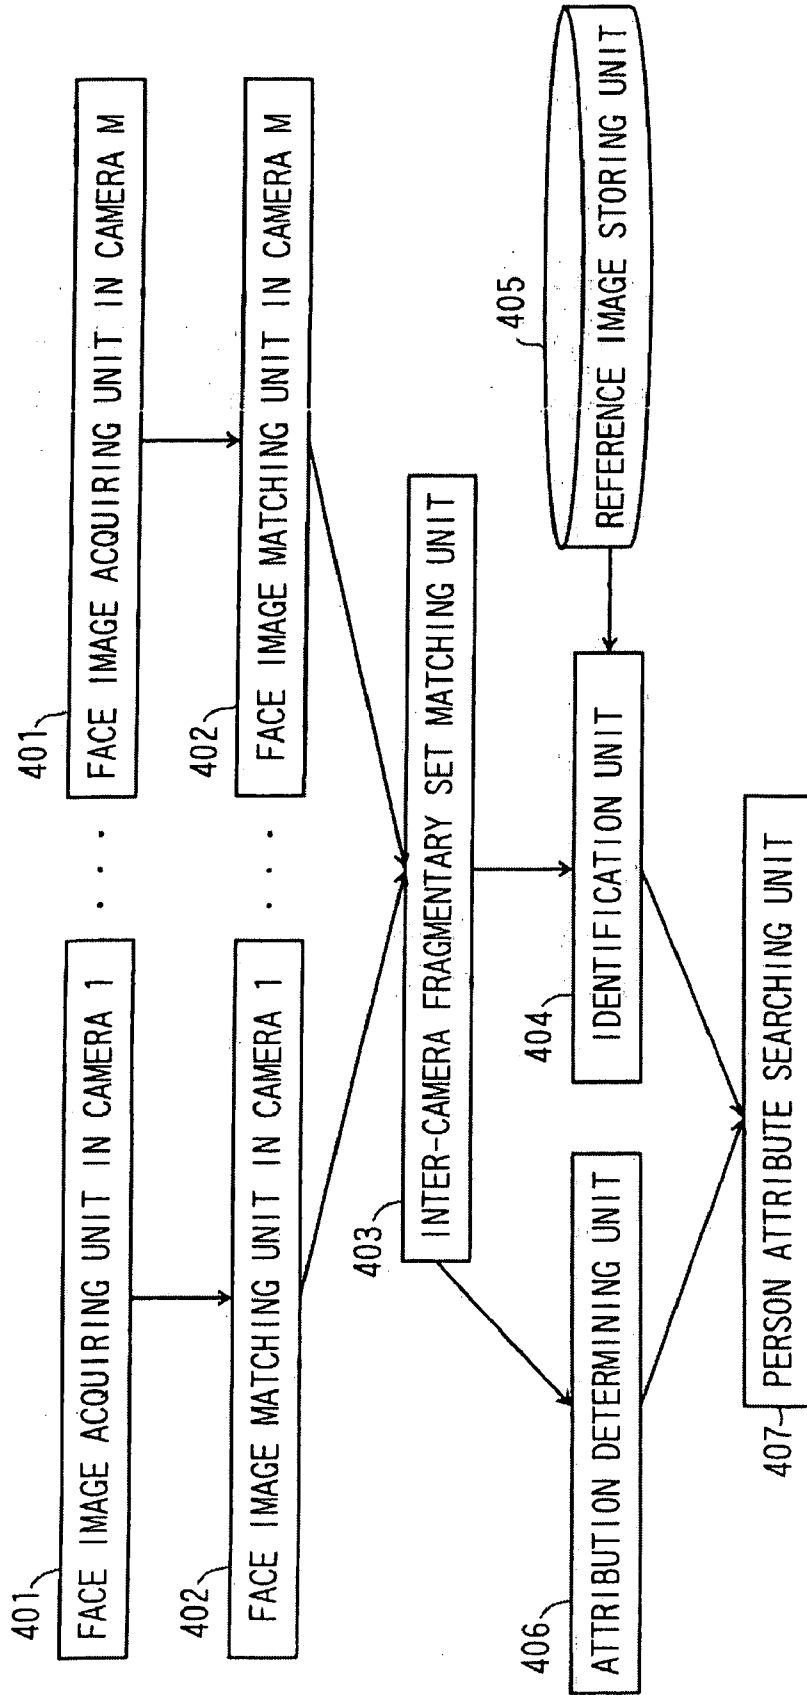 401
FACE IMAGE ACQUIRING UNIT IN CAMERA 1
. . .
401
FACE IMAGE ACQUIRING UNIT IN CAMERA M
402
FACE IMAGE MATCHING UNIT IN CAMERA 1
. . .
402
FACE IMAGE MATCHING UNIT IN CAMERA M
403
INTER-CAMERA FRAGMENTARY SET MATCHING UNIT
406
ATTRIBUTION DETERMINING UNIT
404
IDENTIFICATION UNIT
405
REFERENCE IMAGE STORING UNIT
407
PERSON ATTRIBUTE SEARCHING UNIT